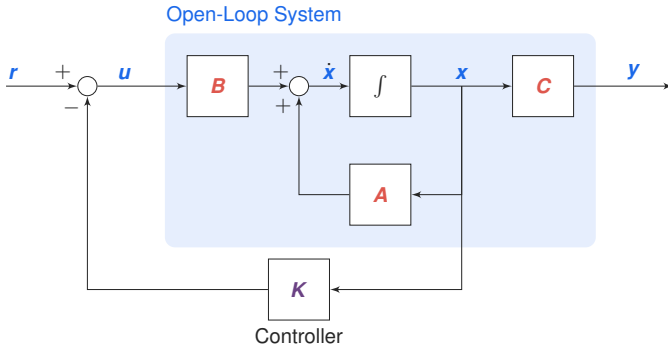 Open-Loop System
r + u B + ẋ ∫ x C y
−
+
A
K
Controller